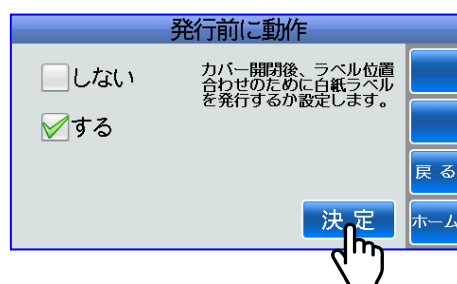 発行前に動作
しない
する
カバー開閉後、ラベル位置
合わせのために白紙ラベル
を発行するか設定します。
戻る
決定
ホーム